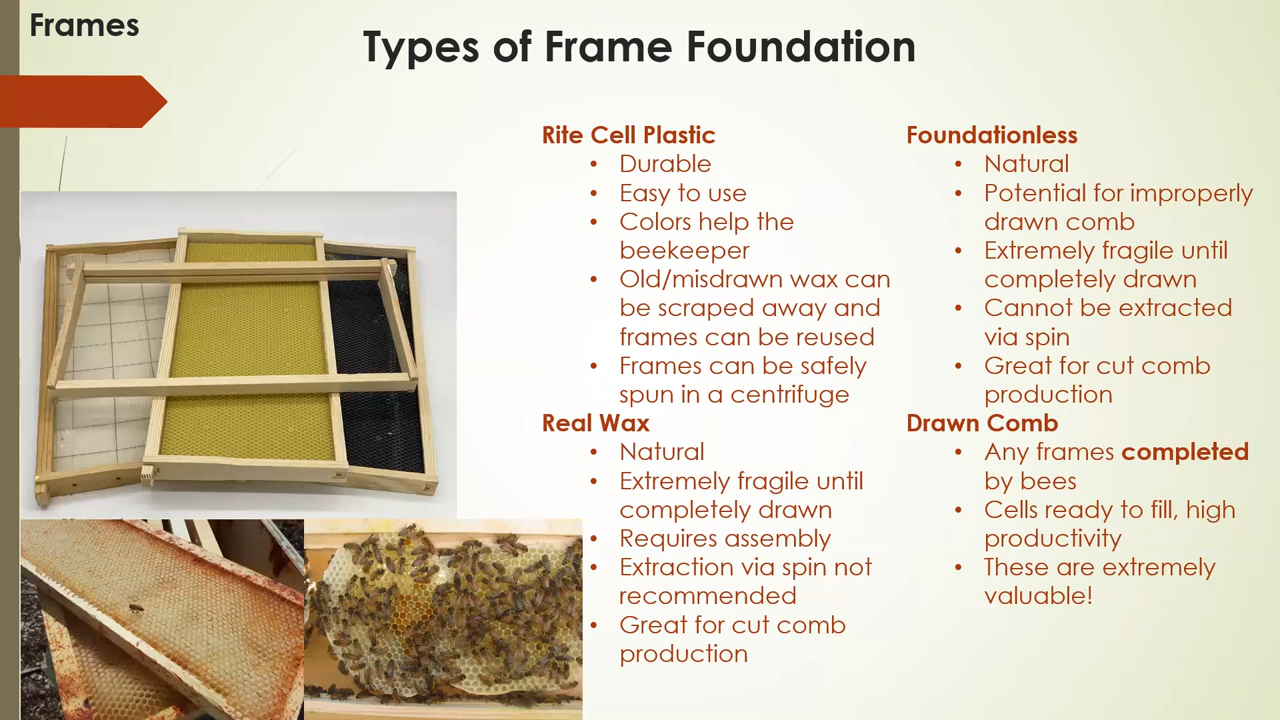 Frames
Types of Frame Foundation
Rite Cell Plastic
• Durable
• Easy to use
• Colors help the
beekeeper
• Old/misdrawn wax can
be scraped away and
frames can be reused
• Frames can be safely
spun in a centrifuge
Real Wax
• Natural
• Extremely fragile until
completely drawn
• Requires assembly
• Extraction via spin not
recommended
• Great for cut comb
production
Foundationless
• Natural
• Potential for improperly
drawn comb
• Extremely fragile until
completely drawn
• Cannot be extracted
via spin
• Great for cut comb
production
Drawn Comb
• Any frames completed
by bees
• Cells ready to fill, high
productivity
• These are extremely
valuable!